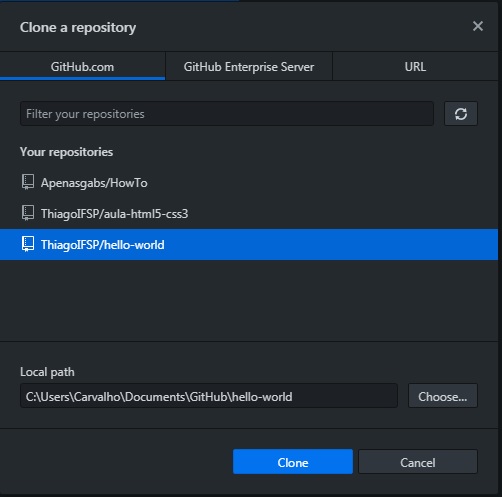 Clone a repository
GitHub.com
GitHub Enterprise Server
URL
Filter your repositories
Your repositories
Apenasgabs/HowTo
ThiagoIFSP/aula-html5-css3
ThiagoIFSP/hello-world
Local path
C:\Users\Carvalho\Documents\GitHub\hello-world
Choose...
Clone
Cancel